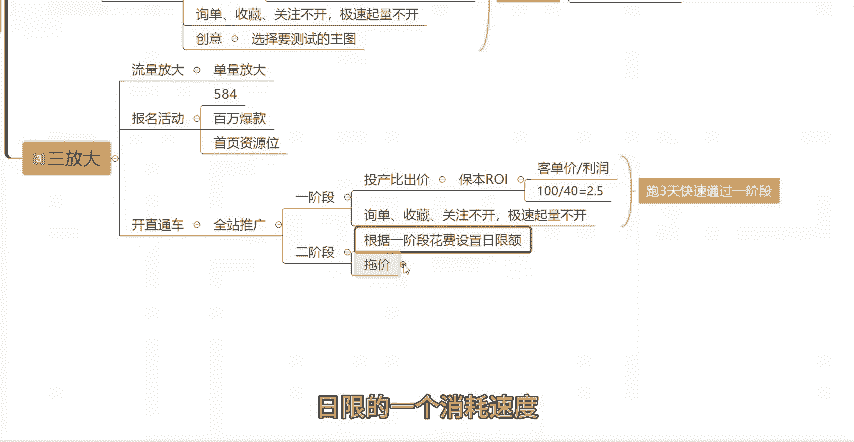 询单、收藏、关注不开，极速起量不开
创意 选择要测试的主图
流量放大 单量放大
584
报名活动 百万爆款
首页资源位
三放大
客单价/利润
投产比出价 保本ROI
100/40=2.5
跑3天快速通过一阶段
一阶段
询单、收藏、关注不开，极速起量不开
开直通车 全站推广
根据一阶段花费设置日限额
二阶段
拖价
日限的一个消耗速度